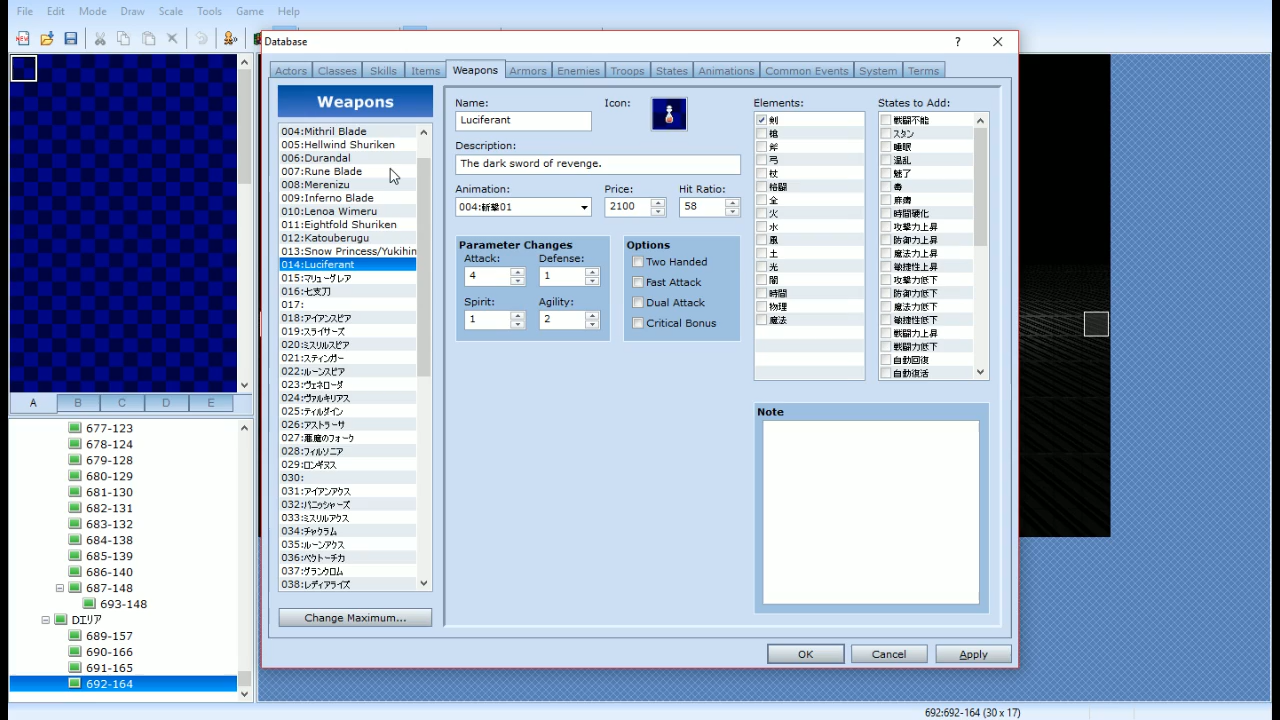 File Edit Mode Draw Scale Tools Game Help
NEW
Database
?
Actors Classes Skills Items Weapons Armors Enemies Troops States Animations Common Events System Terms
Weapons
004:Mithril Blade
005:Hellwind Shuriken
006:Durandal
007:Rune Blade
008:Merenizu
009:Inferno Blade
010:Lenoa Wimeru
011:Eightfold Shuriken
012:Katouberugu
013:Snow Princess/Yukihin
014:Luciferant
015:マリューグレア
016:七支刀
017:
018:アイアンスピア
019:スライサーズ
020:ミスリルスピア
021:スティンガー
022:ルーンスピア
023:ヴェネローダ
024:ヴァルキリアス
025:ティルダイン
026:アストラーサ
027:悪魔のフォーク
028:フィルソニア
029:ロンギヌス
030:
031:アイアンアクス
032:パニッシャーズ
033:ミスリルアクス
034:チャクラム
035:ルーンアクス
036:ベクトーチカ
037:グランクロム
038:レディアライズ
Change Maximum...
Name:
Luciferant
Icon:
Description:
The dark sword of revenge.
Animation:
004:斬撃01
Price:
2100
Hit Ratio:
58
Parameter Changes
Attack:
4
Defense:
1
Spirit:
1
Agility:
2
Options
Two Handed
Fast Attack
Dual Attack
Critical Bonus
Elements:
剣
槍
斧
弓
杖
格闘
全
火
水
風
土
光
闇
時間
物理
魔法
States to Add:
戦闘不能
スタン
睡眠
混乱
魅了
毒
麻痺
時間硬化
攻撃力上昇
防御力上昇
魔法力上昇
敏捷性上昇
攻撃力低下
防御力低下
魔法力低下
敏捷性低下
戦闘力上昇
戦闘力低下
自動回復
自動復活
Note
OK Cancel Apply
A B C D E
677-123
678-124
679-128
680-129
681-130
682-131
683-132
684-138
685-139
686-140
687-148
693-148
Dエリア
689-157
690-166
691-165
692-164
692:692-164 (30 x 17)